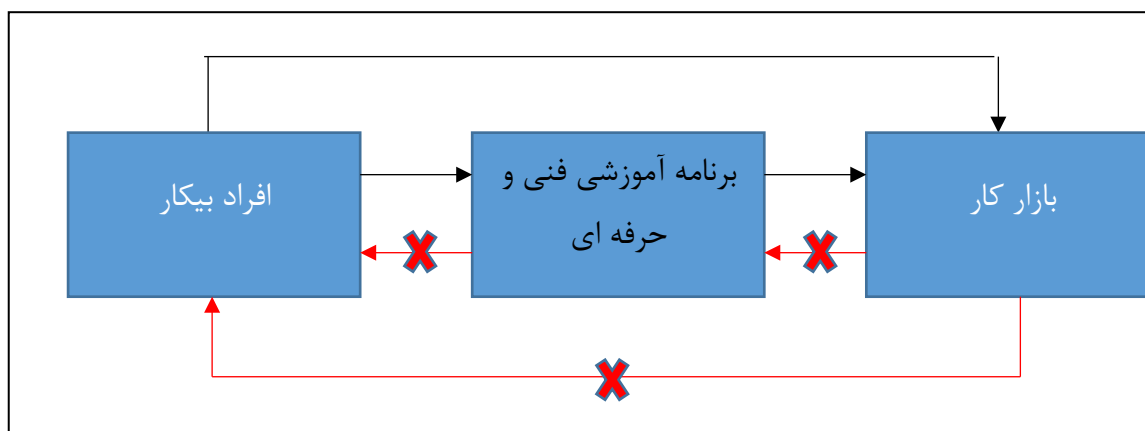 بازار کار
برنامه آموزشی فنی و
حرفه ای
افراد بیکار